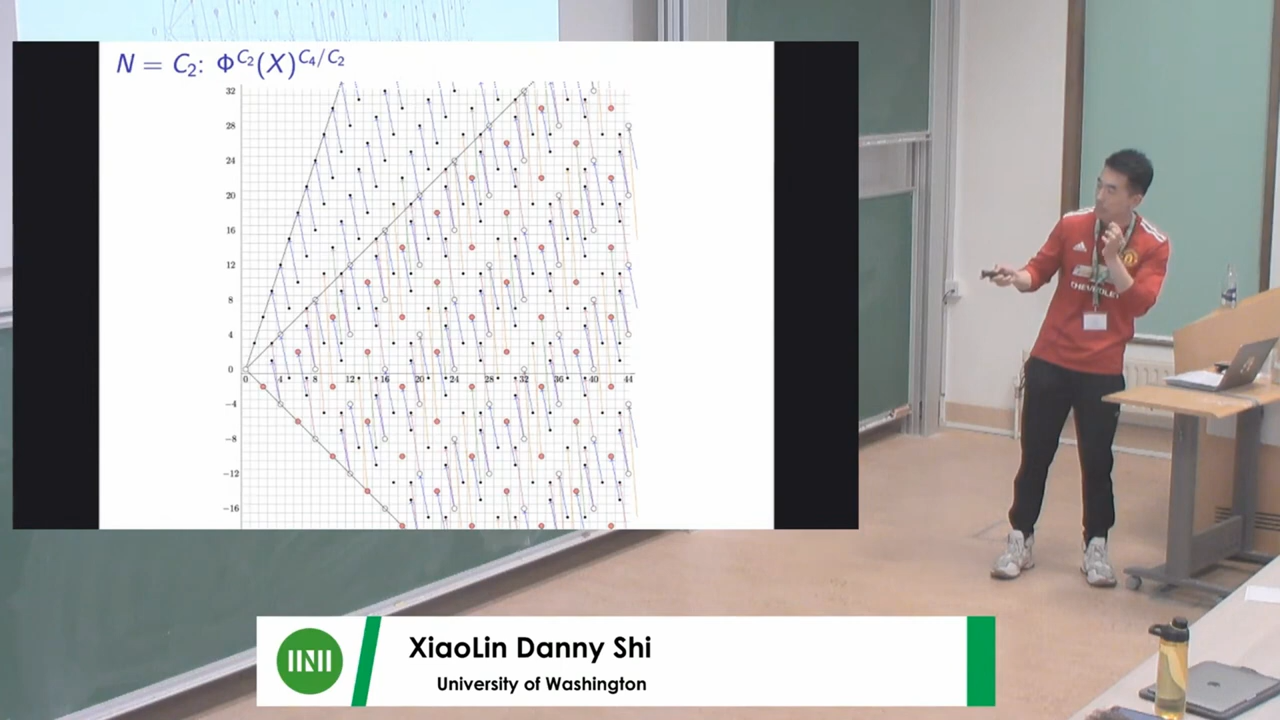 N = C₂: Φ^{C₂}(X)^{C₄/C₂}
32
28
24
20
16
12
8
4
0
−4
−8
−12
−16
0 4 8 12 16 20 24 28 32 36 40 44
CHEVROLET
XiaoLin Danny Shi
University of Washington